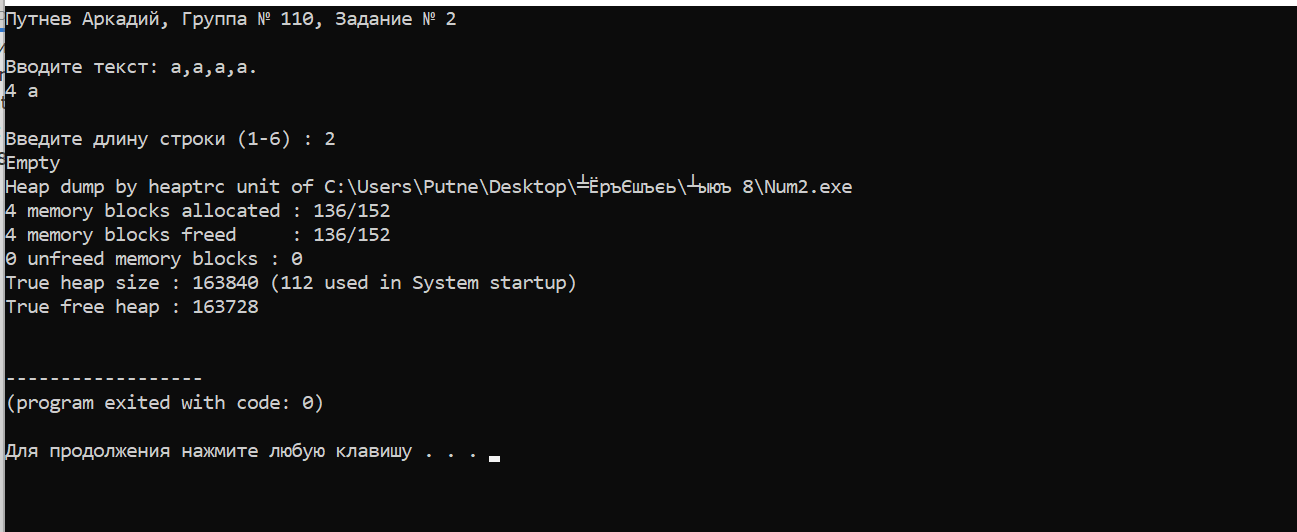 Путнев Аркадий, Группа № 110, Задание № 2
Вводите текст: a,a,a,a.
4 a
Введите длину строки (1-6) : 2
Empty
Heap dump by heaptrc unit of C:\Users\Putne\Desktop\╧ЁръЄшъєь\┴ыюъ 8\Num2.exe
4 memory blocks allocated : 136/152
4 memory blocks freed     : 136/152
0 unfreed memory blocks : 0
True heap size : 163840 (112 used in System startup)
True free heap : 163728
------------------
(program exited with code: 0)
Для продолжения нажмите любую клавишу . . .